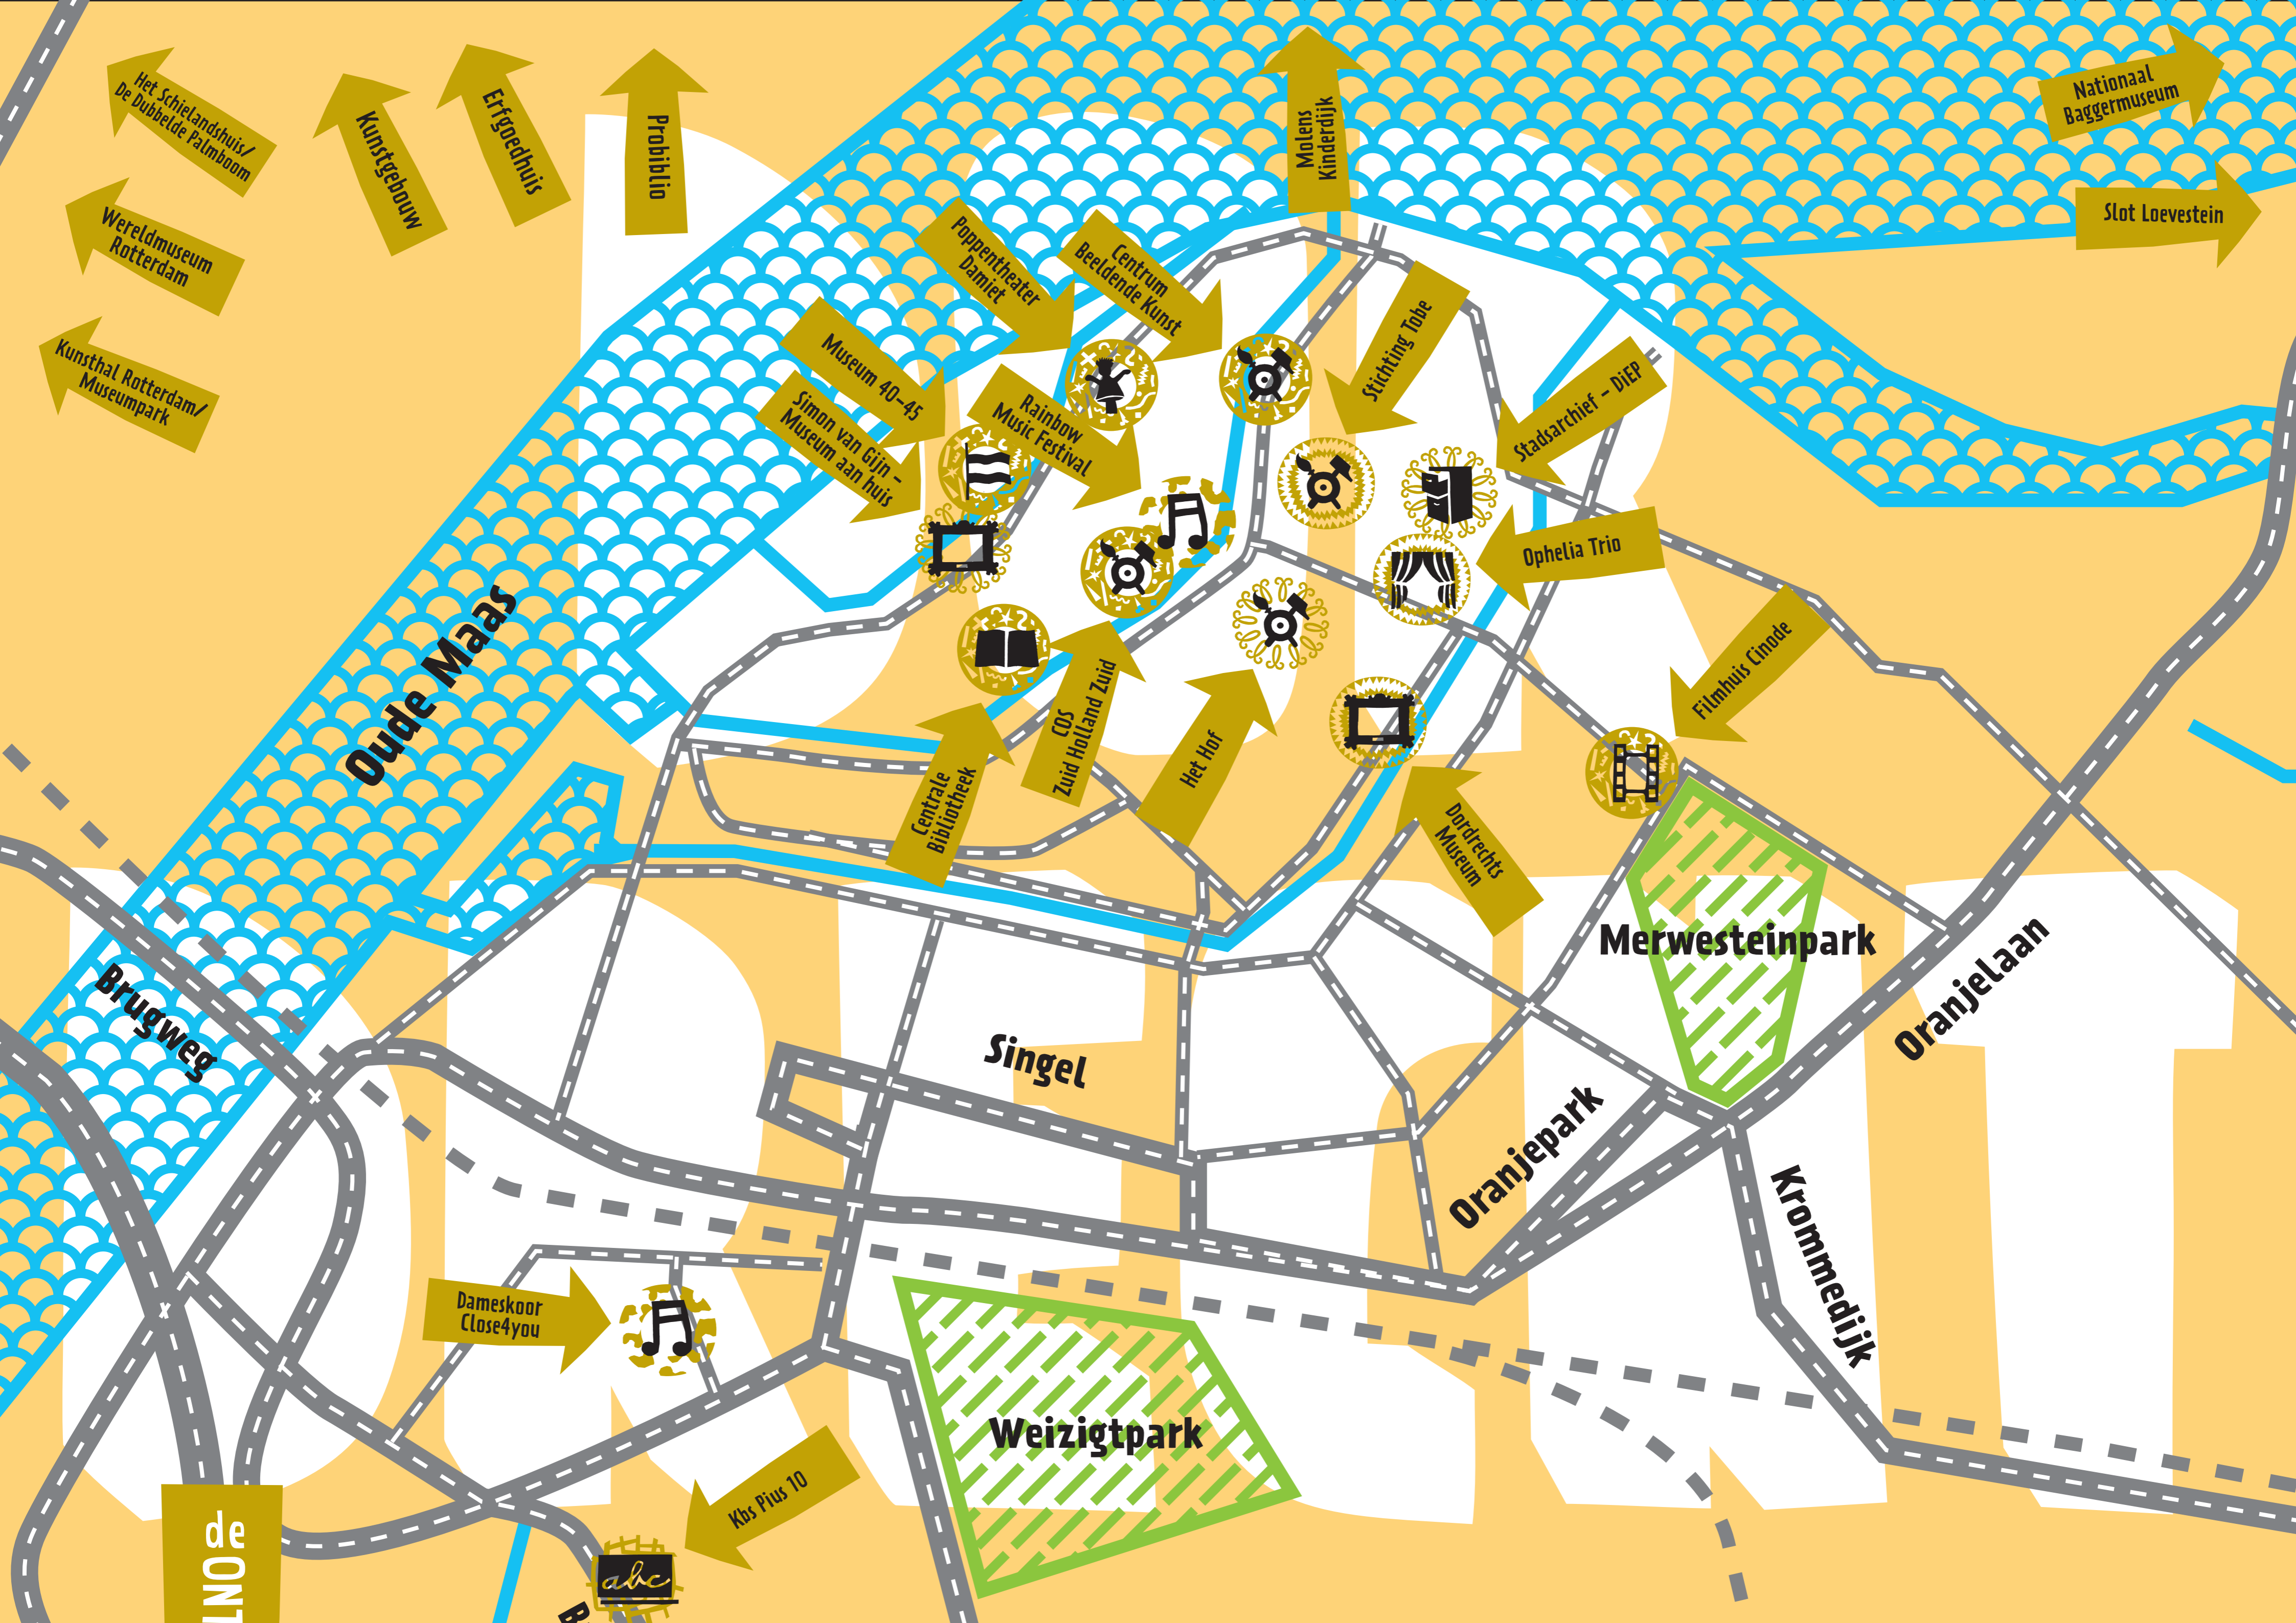 Het Schielandshuis/
De Dubbelde Palmboom
Kunstgebouw
Erfgoedhuis
Probiblio
Molens
Kinderdijk
Nationaal
Baggermuseum
Wereldmuseum
Rotterdam
Slot Loevestein
Kunsthal Rotterdam/
Museumpark
Poppentheater
Damiet
Centrum
Beeldende Kunst
Stichting Tobe
Museum 40–45
Simon van Gijn –
Museum aan huis
Rainbow
Music Festival
Stadsarchief – DiEP
Ophelia Trio
Oude Maas
Filmhuis Cinode
COS
Zuid Holland Zuid
Het Hof
Centrale
Bibliotheek
Dordrechts
Museum
Merwesteinpark
Brugweg
Oranjelaan
Singel
Oranjepark
Krommedijk
Dameskoor
Close4you
Weizigtpark
Kbs Pius 10
de
abc